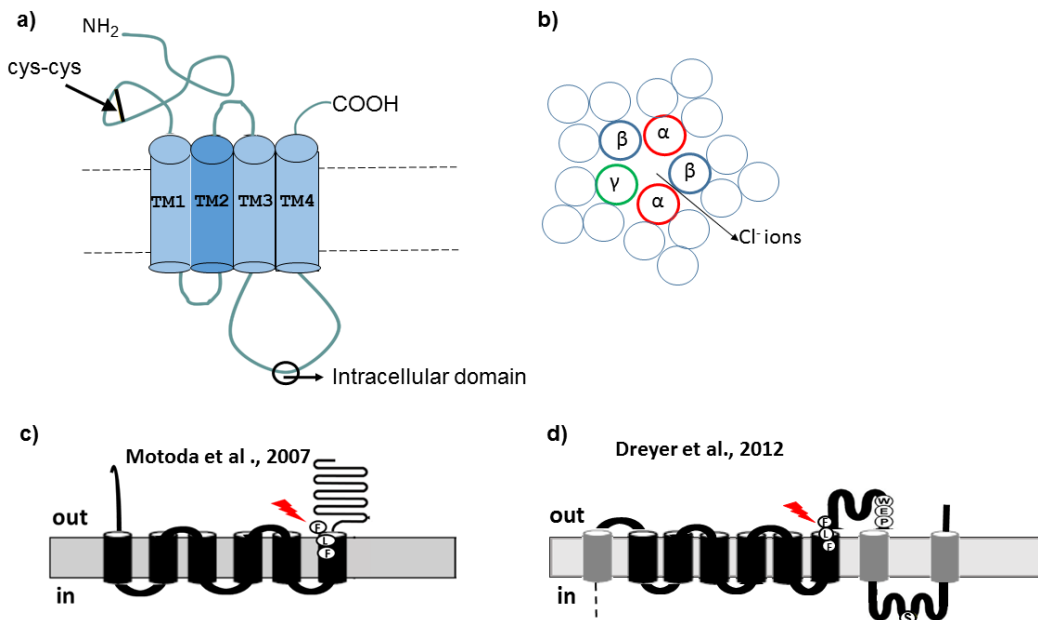 a)
NH2
cys-cys
COOH
TM1 TM2 TM3 TM4
Intracellular domain
b)
β α
β
γ
α
Cl- ions
c)
Motoda et al ., 2007
out
F
L
F
in
d)
Dreyer et al., 2012
out
W
E
P
F
L
F
in
S